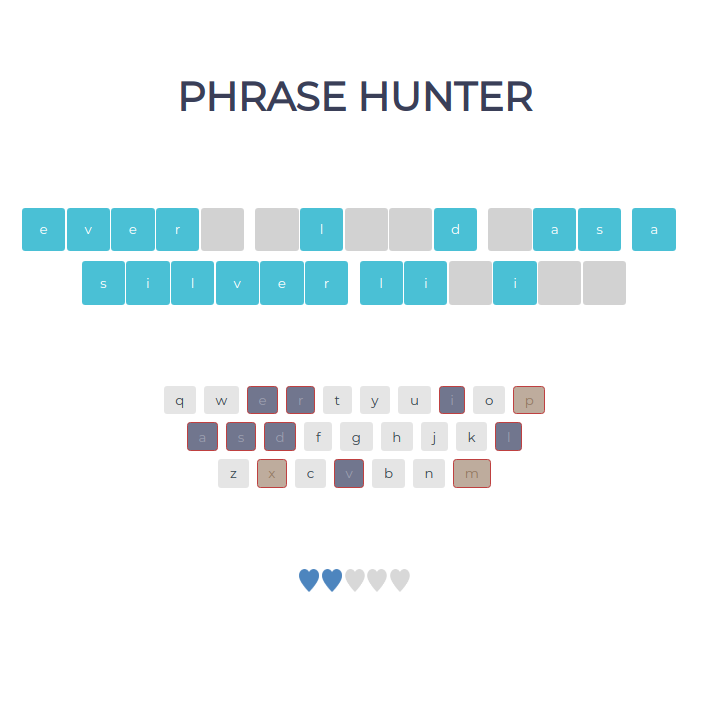 PHRASE HUNTER
e v e r l d a s a
s i l v e r l i i
q w e r t y u i o p
a s d f g h j k l
z x c v b n m